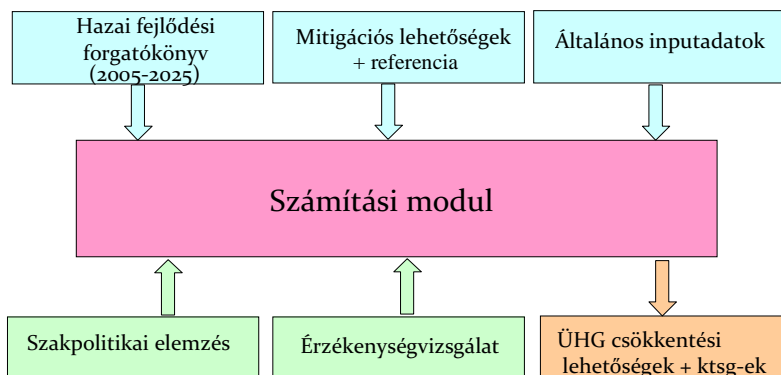 Hazai fejlődési
forgatókönyv
(2005-2025)
Mitigációs lehetőségek
+ referencia
Általános inputadatok
Számítási modul
Szakpolitikai elemzés
Érzékenységvizsgálat
ÜHG csökkentési
lehetőségek + ktsg-ek